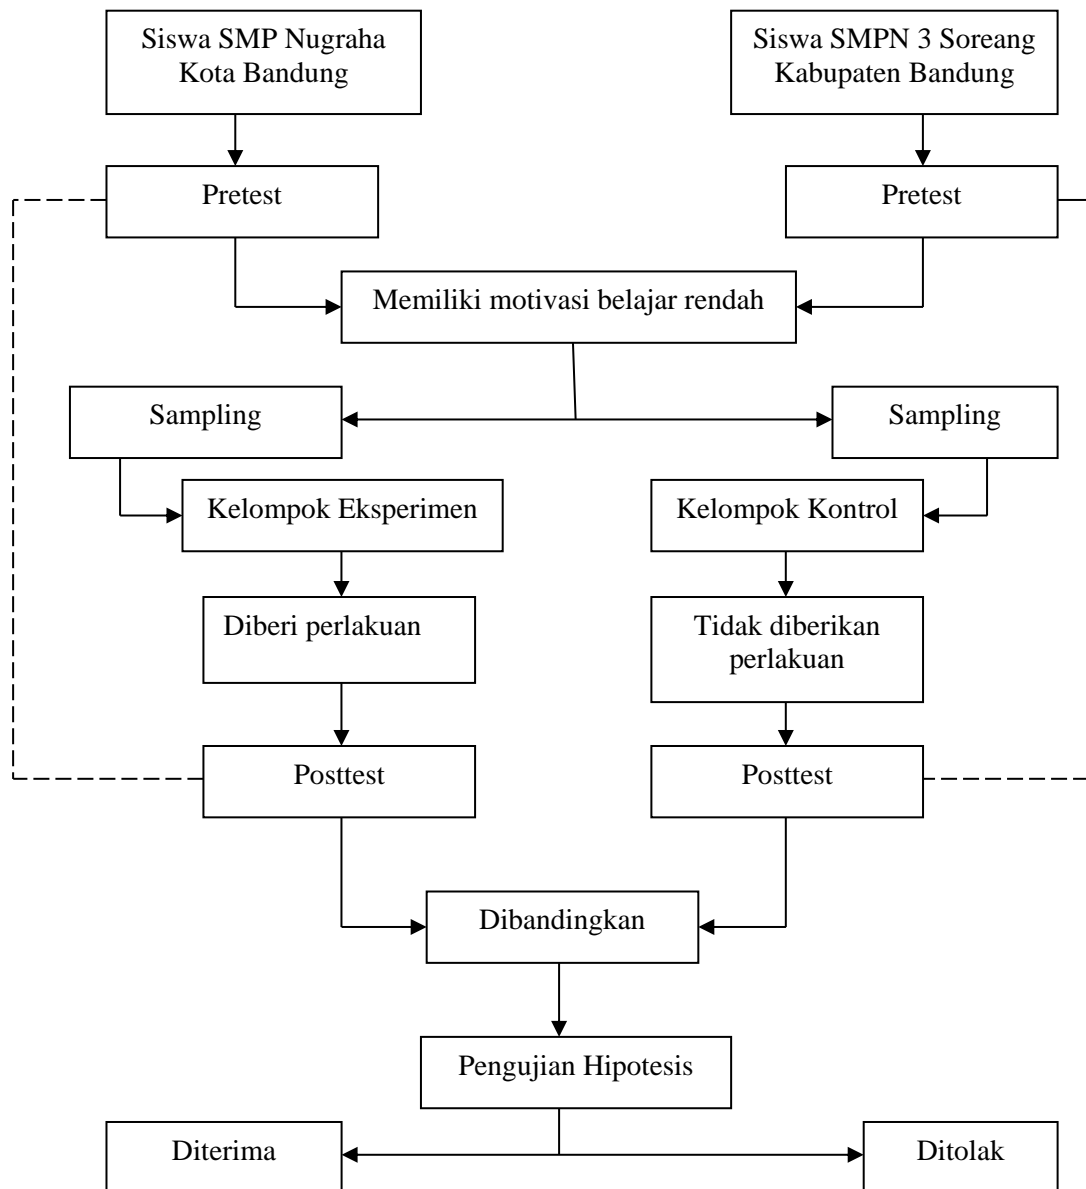 Siswa SMP Nugraha
Kota Bandung
Siswa SMPN 3 Soreang
Kabupaten Bandung
Pretest
Pretest
Memiliki motivasi belajar rendah
Sampling
Sampling
Kelompok Eksperimen
Kelompok Kontrol
Diberi perlakuan
Tidak diberikan
perlakuan
Posttest
Posttest
Dibandingkan
Pengujian Hipotesis
Diterima
Ditolak